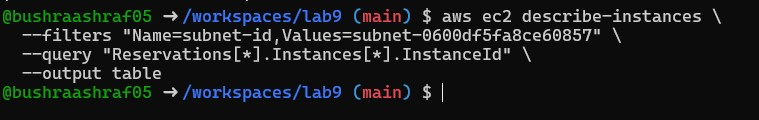 @bushraashraf05 ➜ /workspaces/lab9 (main) $ aws ec2 describe-instances \
  --filters "Name=subnet-id,Values=subnet-0600df5fa8ce60857" \
  --query "Reservations[*].Instances[*].InstanceId" \
  --output table
@bushraashraf05 ➜ /workspaces/lab9 (main) $